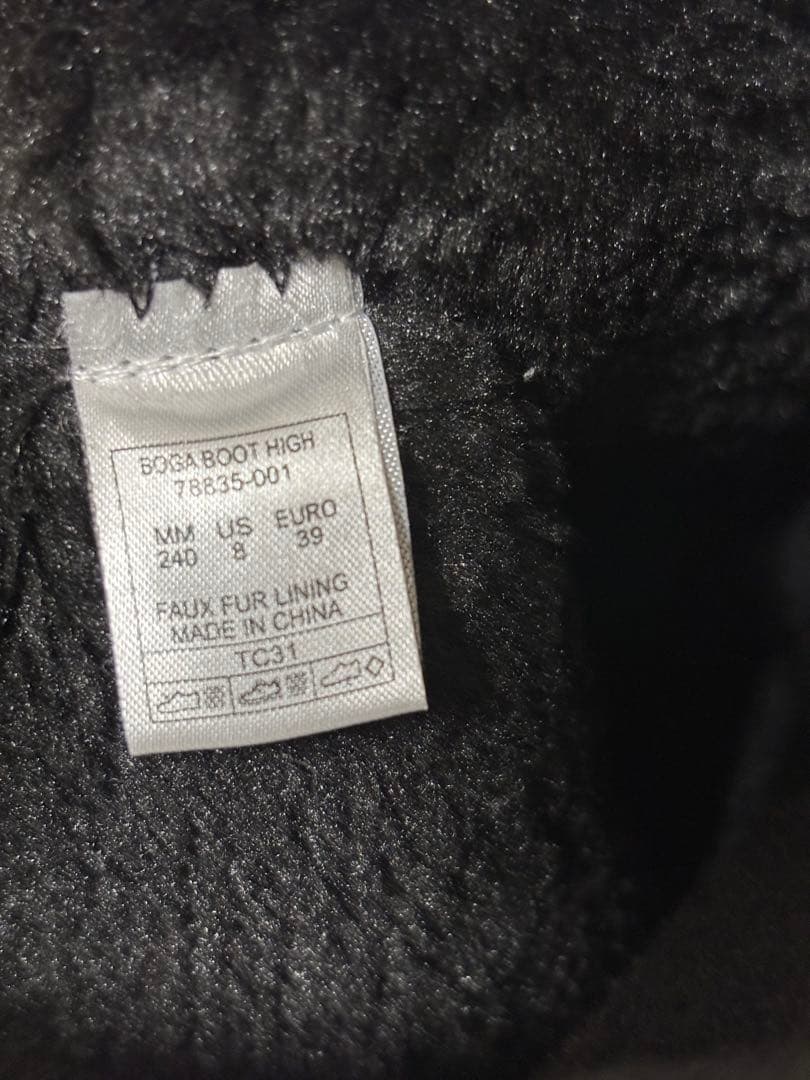 BOGA BOOT HIGH
78835-001
MM US EURO
240 8 39
FAUX FUR LINING
MADE IN CHINA
TC31